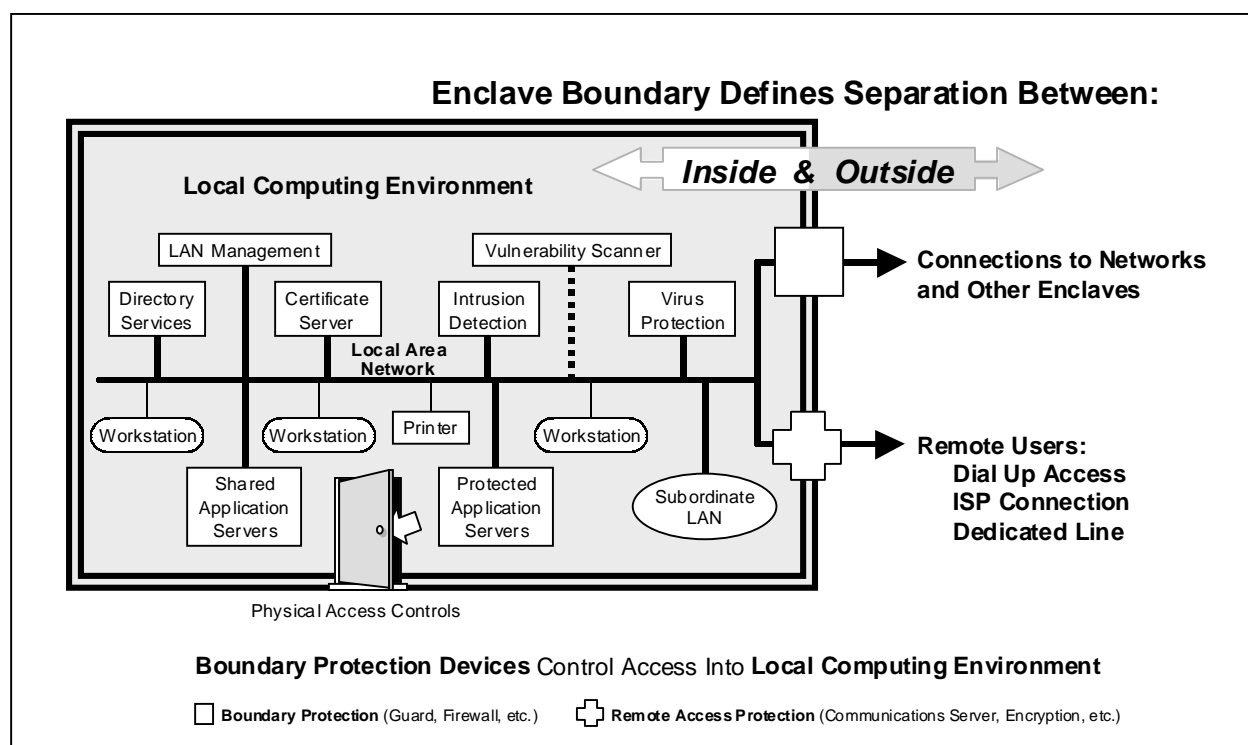 Enclave Boundary Defines Separation Between:
Inside & Outside
Local Computing Environment
LAN Management
Vulnerability Scanner
Directory
Services
Certificate
Server
Intrusion
Detection
Virus
Protection
Connections to Networks
and Other Enclaves
Local Area
Network
Workstation
Workstation
Printer
Workstation
Remote Users:
Dial Up Access
ISP Connection
Dedicated Line
Shared
Application
Servers
Protected
Application
Servers
Subordinate
LAN
Physical Access Controls
Boundary Protection Devices Control Access Into Local Computing Environment
Boundary Protection (Guard, Firewall, etc.)
Remote Access Protection (Communications Server, Encryption, etc.)